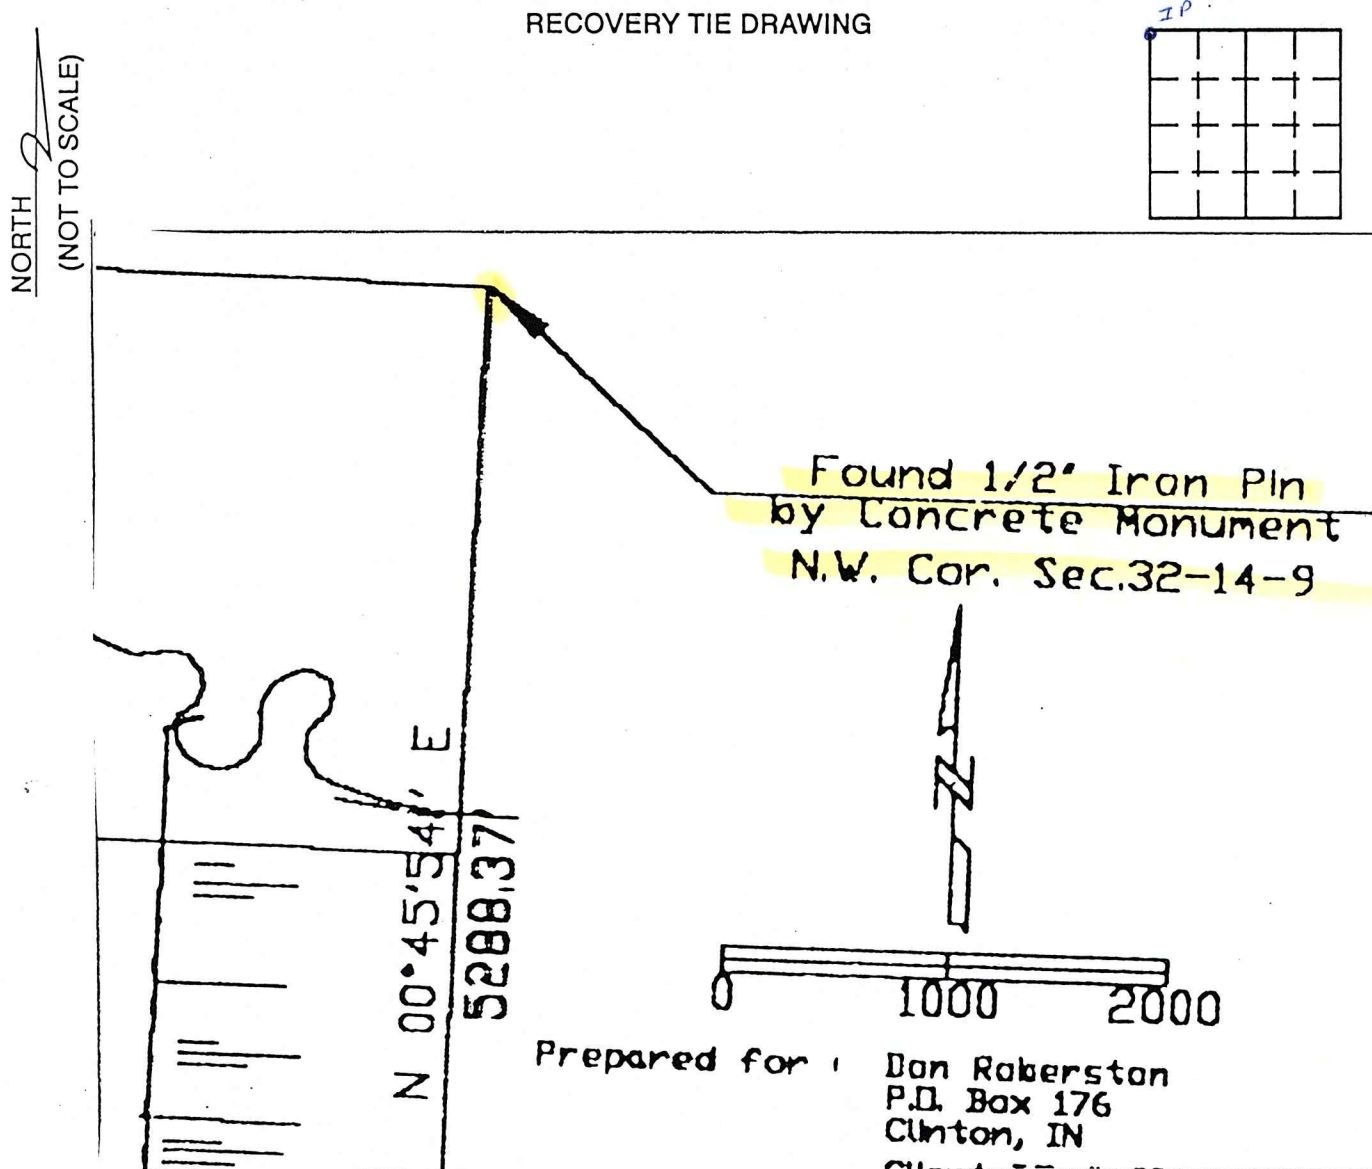 RECOVERY TIE DRAWING
IP
NORTH
(NOT TO SCALE)
Found 1/2" Iron Pin
by Concrete Monument
N.W. Cor. Sec.32-14-9
N 00°45'54" E
5288.37'
N
0 1000 2000
Prepared for :
Don Roberston
P.O. Box 176
Clinton, IN